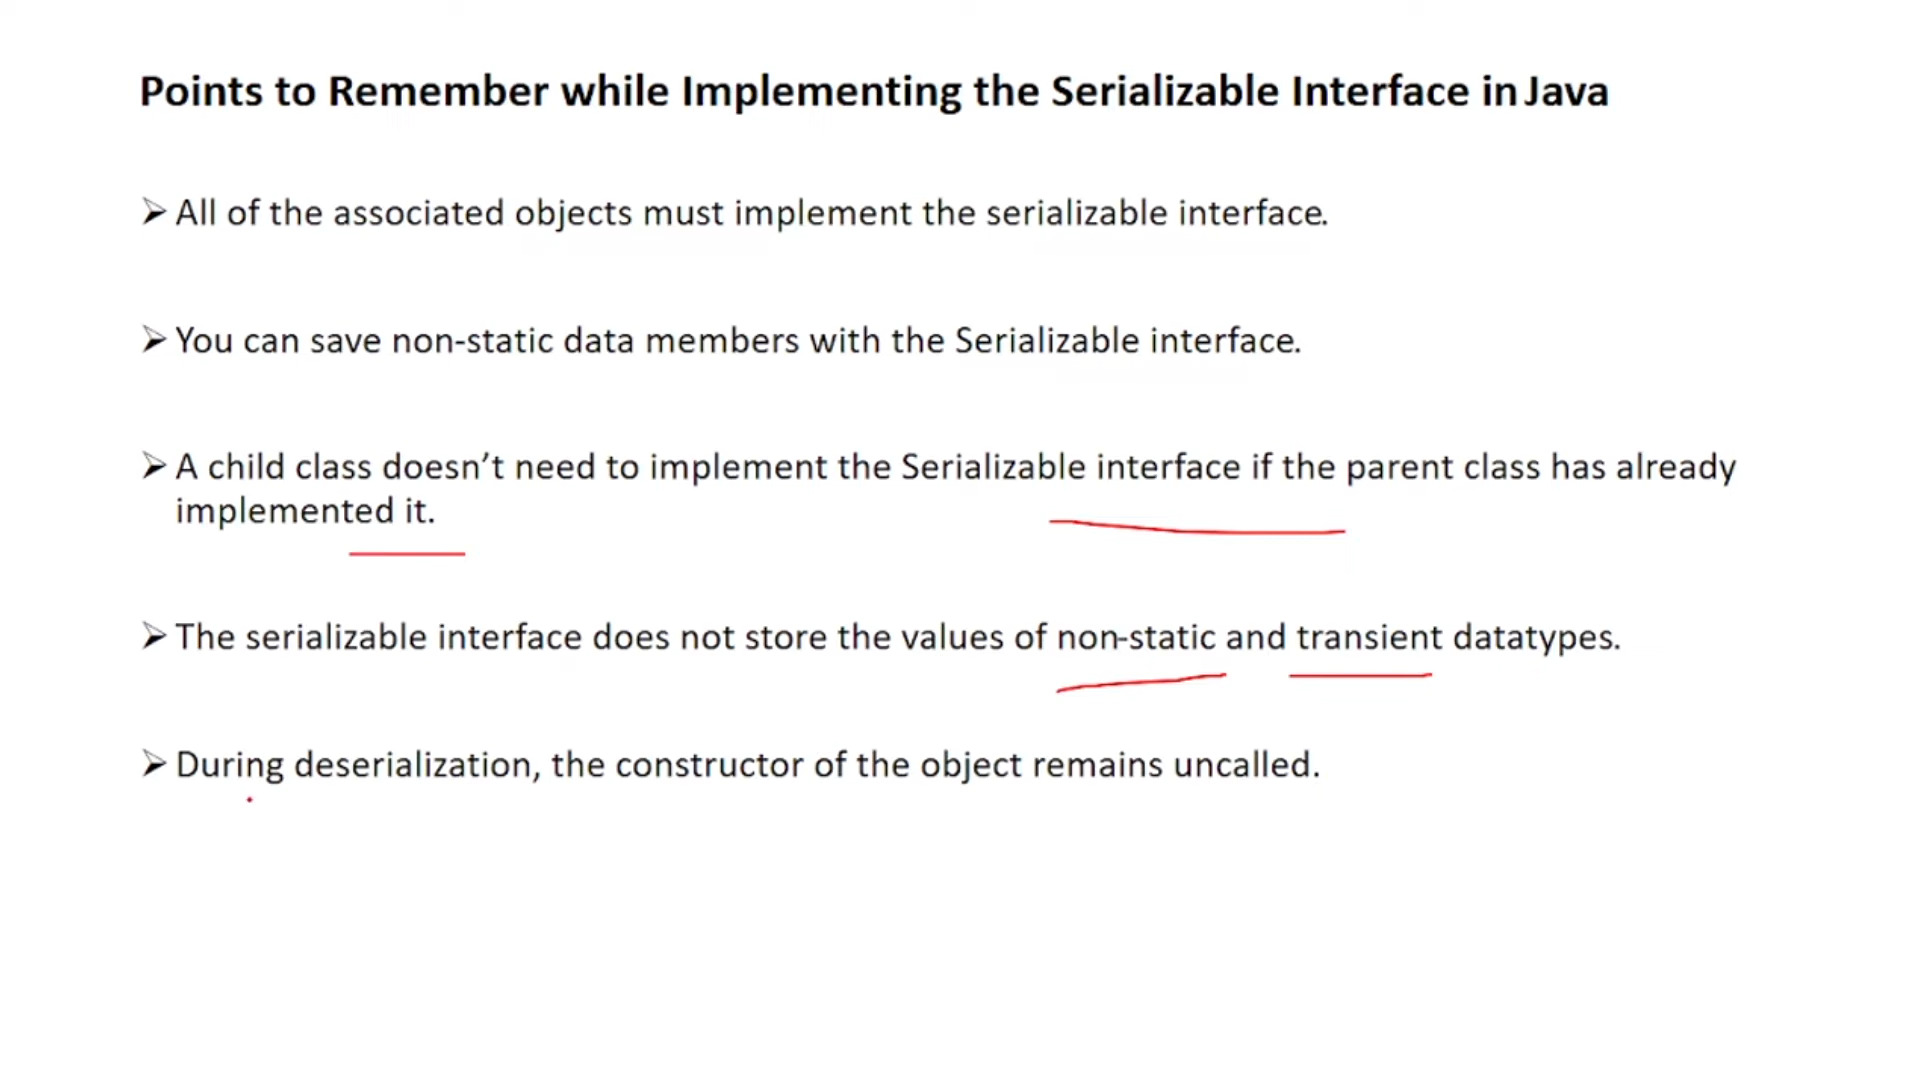 Points to Remember while Implementing the Serializable Interface in Java
➢ All of the associated objects must implement the serializable interface.
➢ You can save non-static data members with the Serializable interface.
➢ A child class doesn’t need to implement the Serializable interface if the parent class has already
implemented it.
➢ The serializable interface does not store the values of non-static and transient datatypes.
➢ During deserialization, the constructor of the object remains uncalled.